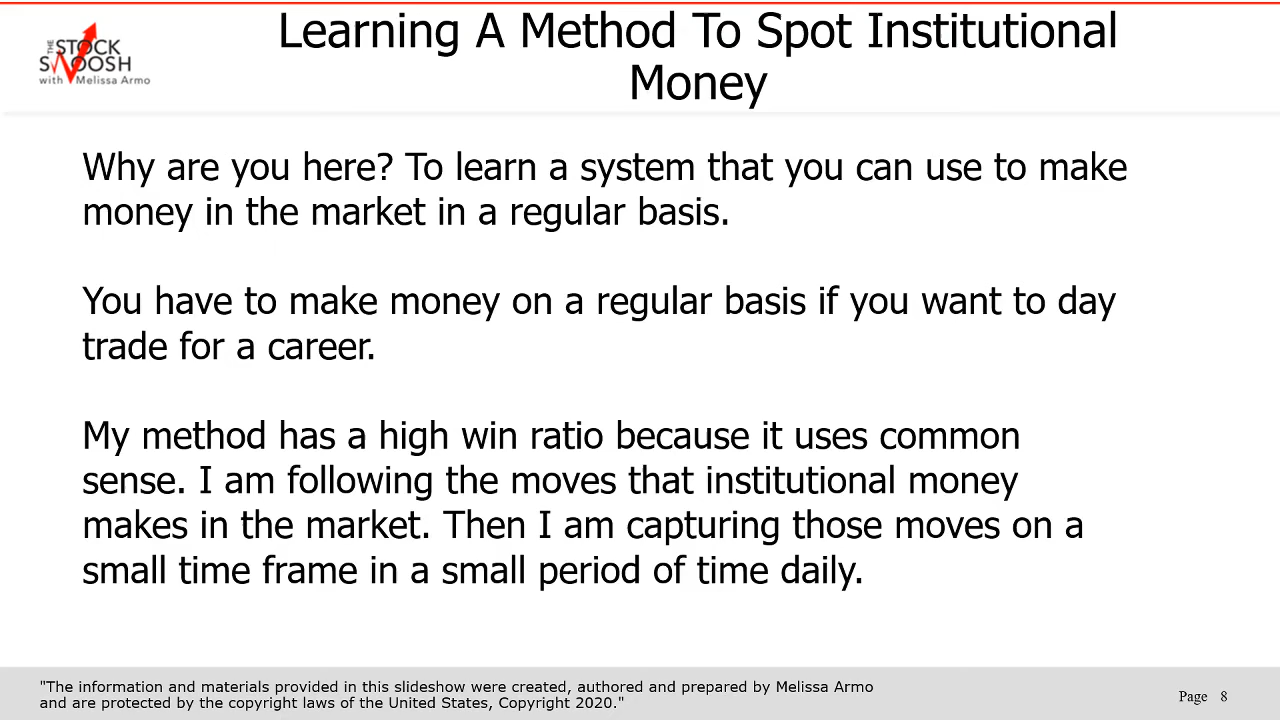 Learning A Method To Spot Institutional
Money
THE
STOCK
SWOOSH
with Melissa Armo
Why are you here? To learn a system that you can use to make
money in the market in a regular basis.
You have to make money on a regular basis if you want to day
trade for a career.
My method has a high win ratio because it uses common
sense. I am following the moves that institutional money
makes in the market. Then I am capturing those moves on a
small time frame in a small period of time daily.
"The information and materials provided in this slideshow were created, authored and prepared by Melissa Armo
and are protected by the copyright laws of the United States, Copyright 2020."
Page 8